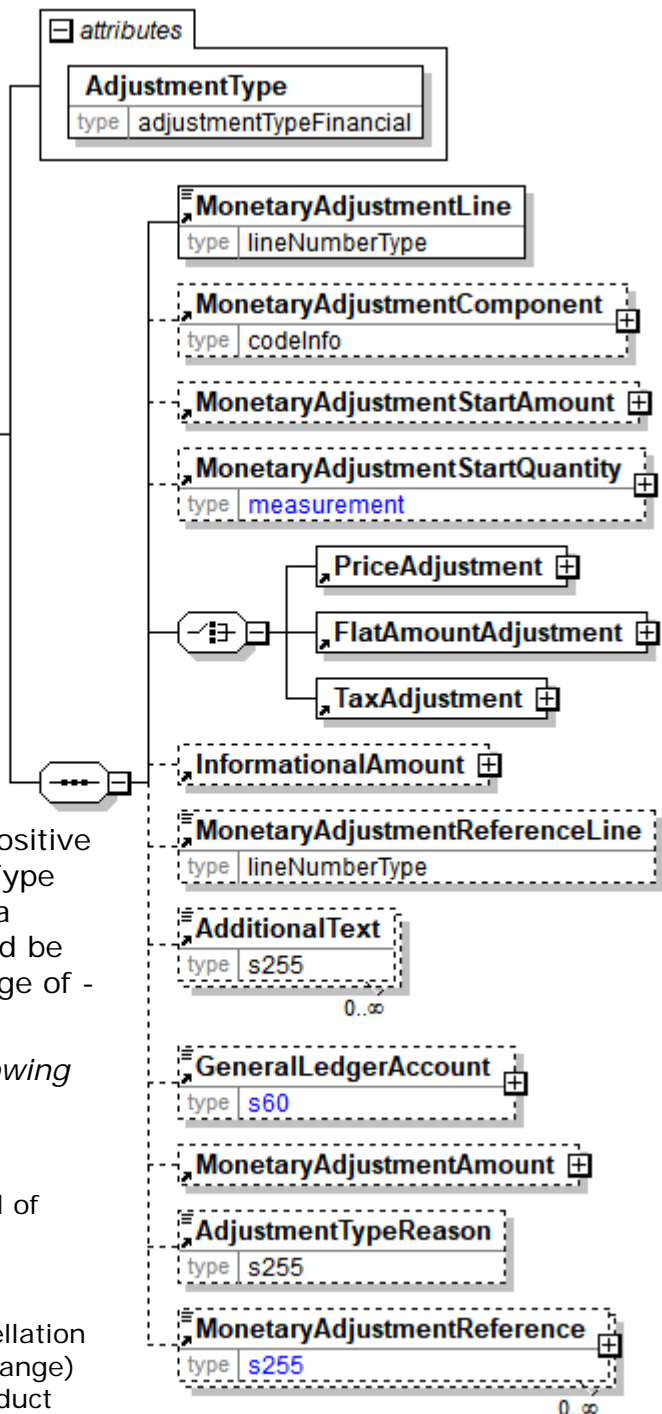 attributes
AdjustmentType
type adjustmentTypeFinancial
MonetaryAdjustmentLine
type lineNumberType
MonetaryAdjustmentComponent
type codeInfo
MonetaryAdjustmentStartAmount
MonetaryAdjustmentStartQuantity
type measurement
PriceAdjustment
FlatAmountAdjustment
TaxAdjustment
InformationalAmount
MonetaryAdjustmentReferenceLine
type lineNumberType
AdditionalText
type s255
0..∞
GeneralLedgerAccount
type s60
MonetaryAdjustmentAmount
AdjustmentTypeReason
type s255
MonetaryAdjustmentReference
type s255
0..∞
ositive
ype
a
d be
ge of -
owing
l of
ellation
ange)
duct